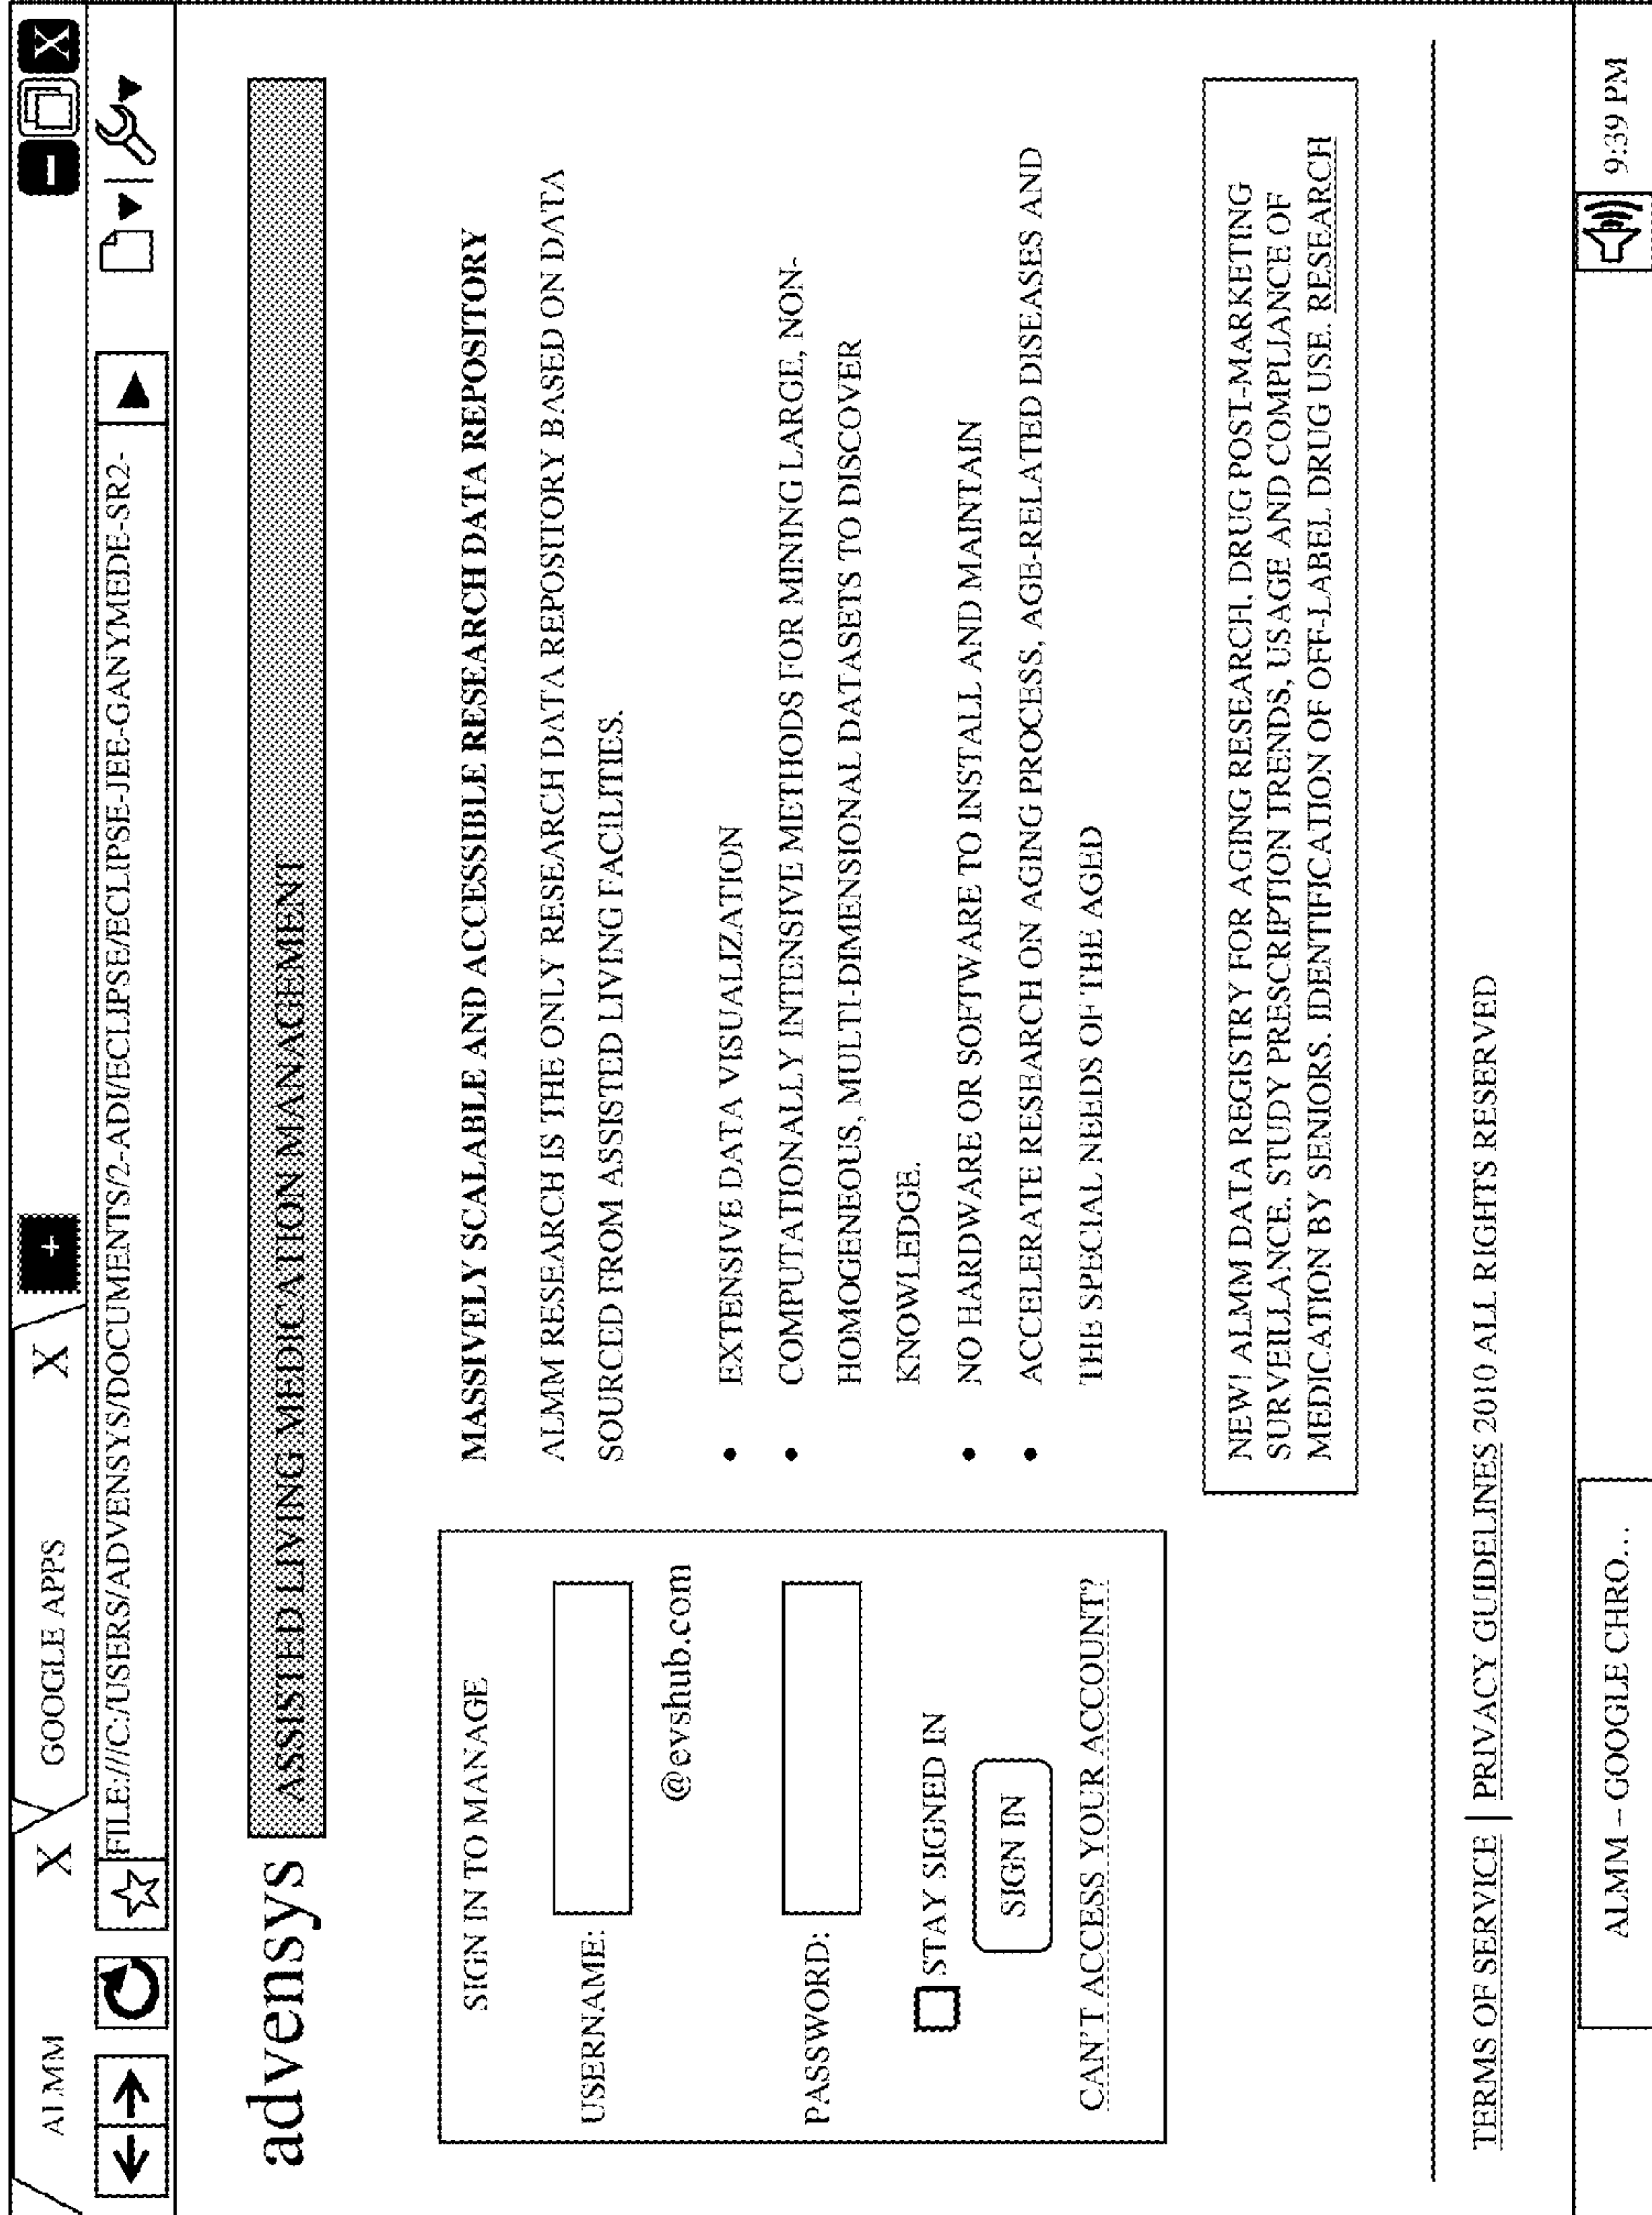 ALMM X GOOGLE APPS X + X
FILE:///C:/USERS/ADVENSYS/DOCUMENTS/2-ADI/ECLIPSE/ECLIPSE-JEE-GANYMEDE-SR2-
advensys ASSISTED LIVING MEDICATION MANAGEMENT
SIGN IN TO MANAGE
USERNAME:
@evshub.com
PASSWORD:
STAY SIGNED IN
SIGN IN
CAN'T ACCESS YOUR ACCOUNT?
MASSIVELY SCALABLE AND ACCESSIBLE RESEARCH DATA REPOSITORY
ALMM RESEARCH IS THE ONLY RESEARCH DATA REPOSITORY BASED ON DATA
SOURCED FROM ASSISTED LIVING FACILITIES.
• EXTENSIVE DATA VISUALIZATION
• COMPUTATIONALLY INTENSIVE METHODS FOR MINING LARGE, NON-
HOMOGENEOUS, MULTI-DIMENSIONAL DATASETS TO DISCOVER
KNOWLEDGE.
• NO HARDWARE OR SOFTWARE TO INSTALL AND MAINTAIN
• ACCELERATE RESEARCH ON AGING PROCESS, AGE-RELATED DISEASES AND
THE SPECIAL NEEDS OF THE AGED
NEW! ALMM DATA REGISTRY FOR AGING RESEARCH, DRUG POST-MARKETING
SURVEILLANCE. STUDY PRESCRIPTION TRENDS, USAGE AND COMPLIANCE OF
MEDICATION BY SENIORS. IDENTIFICATION OF OFF-LABEL DRUG USE. RESEARCH
TERMS OF SERVICE | PRIVACY GUIDELINES 2010 ALL RIGHTS RESERVED
ALMM – GOOGLE CHRO... 9:39 PM